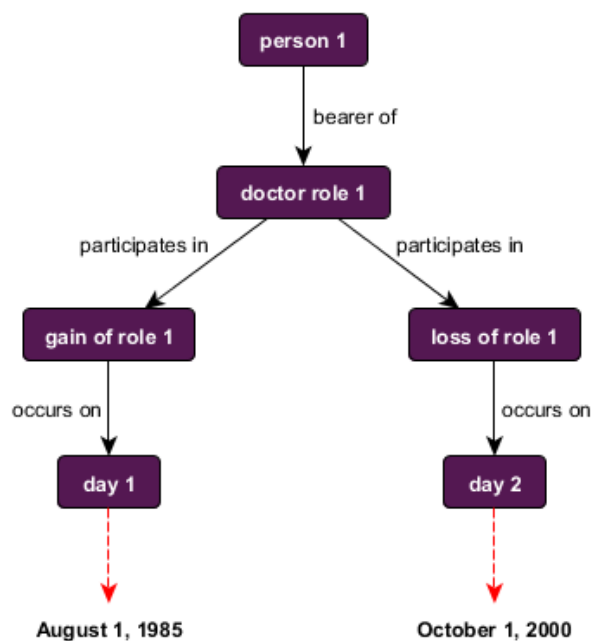 person 1
bearer of
doctor role 1
participates in
participates in
gain of role 1
loss of role 1
occurs on
occurs on
day 1
day 2
August 1, 1985
October 1, 2000